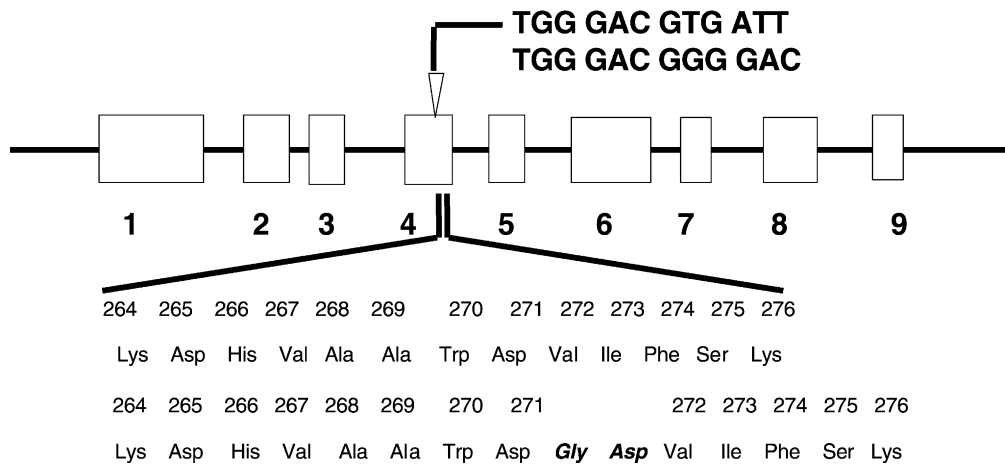 TGG GAC GTG ATT
TGG GAC GGG GAC
1 2 3 4 5 6 7 8 9
264 265 266 267 268 269 270 271 272 273 274 275 276
Lys Asp His Val Ala Ala Trp Asp Val Ile Phe Ser Lys
264 265 266 267 268 269 270 271 272 273 274 275 276
Lys Asp His Val Ala Ala Trp Asp Gly Asp Val Ile Phe Ser Lys